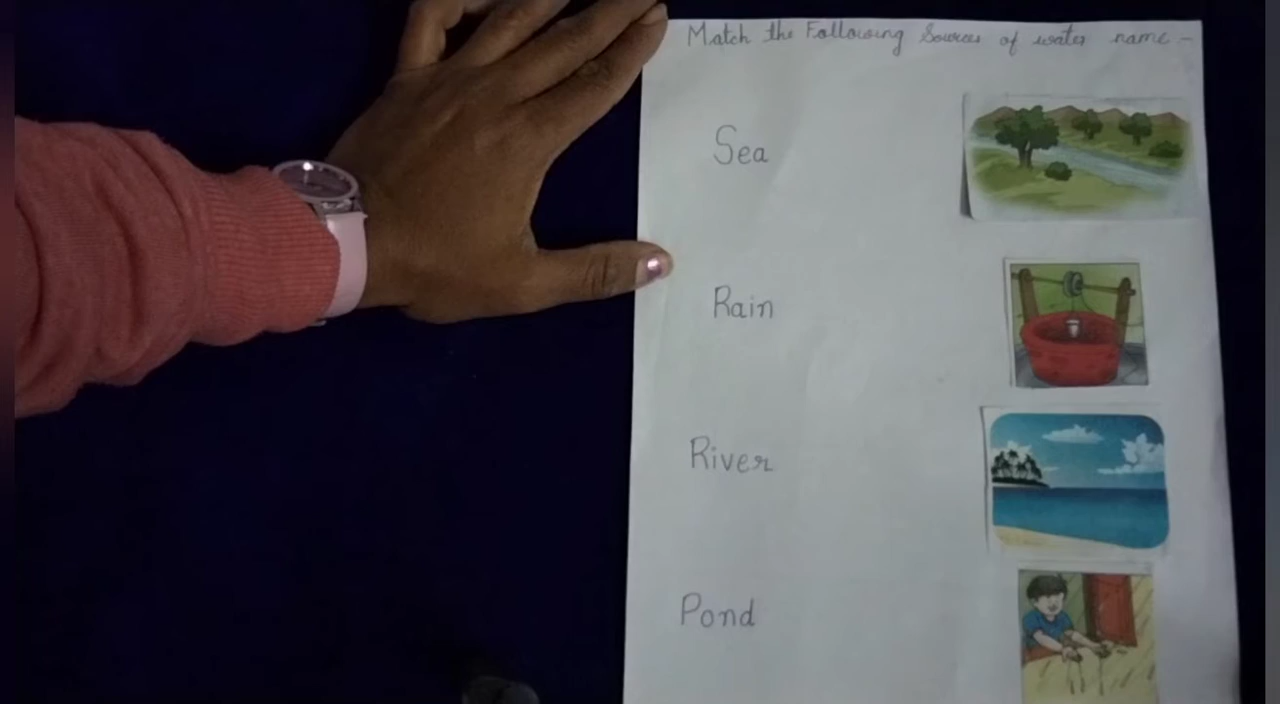 Match the Following Sources of water name -
Sea
Rain
River
Pond